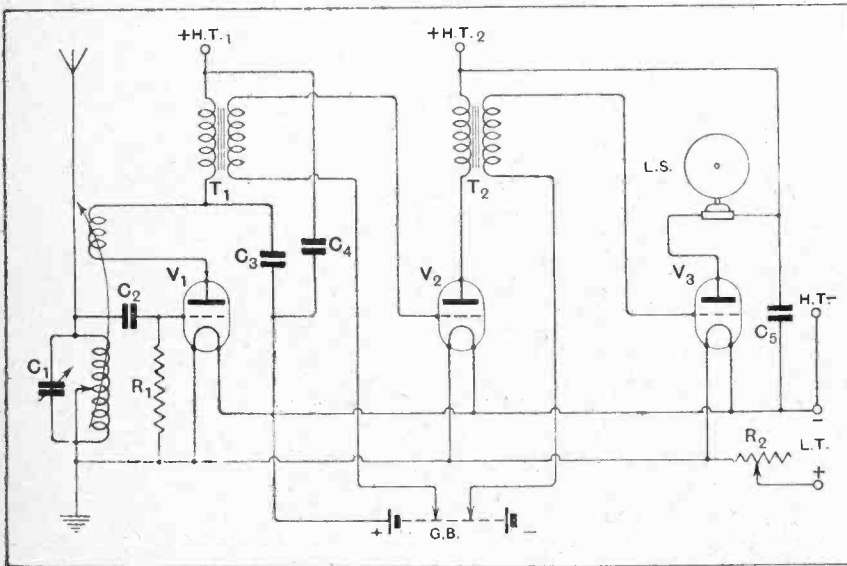 +H.T.1
+H.T.2
T1
T2
L.S.
C3
C4
V1
V2
V3
C2
C1
R1
C5
H.T.-
-
R2
L.T.
+
+
G.B.
-